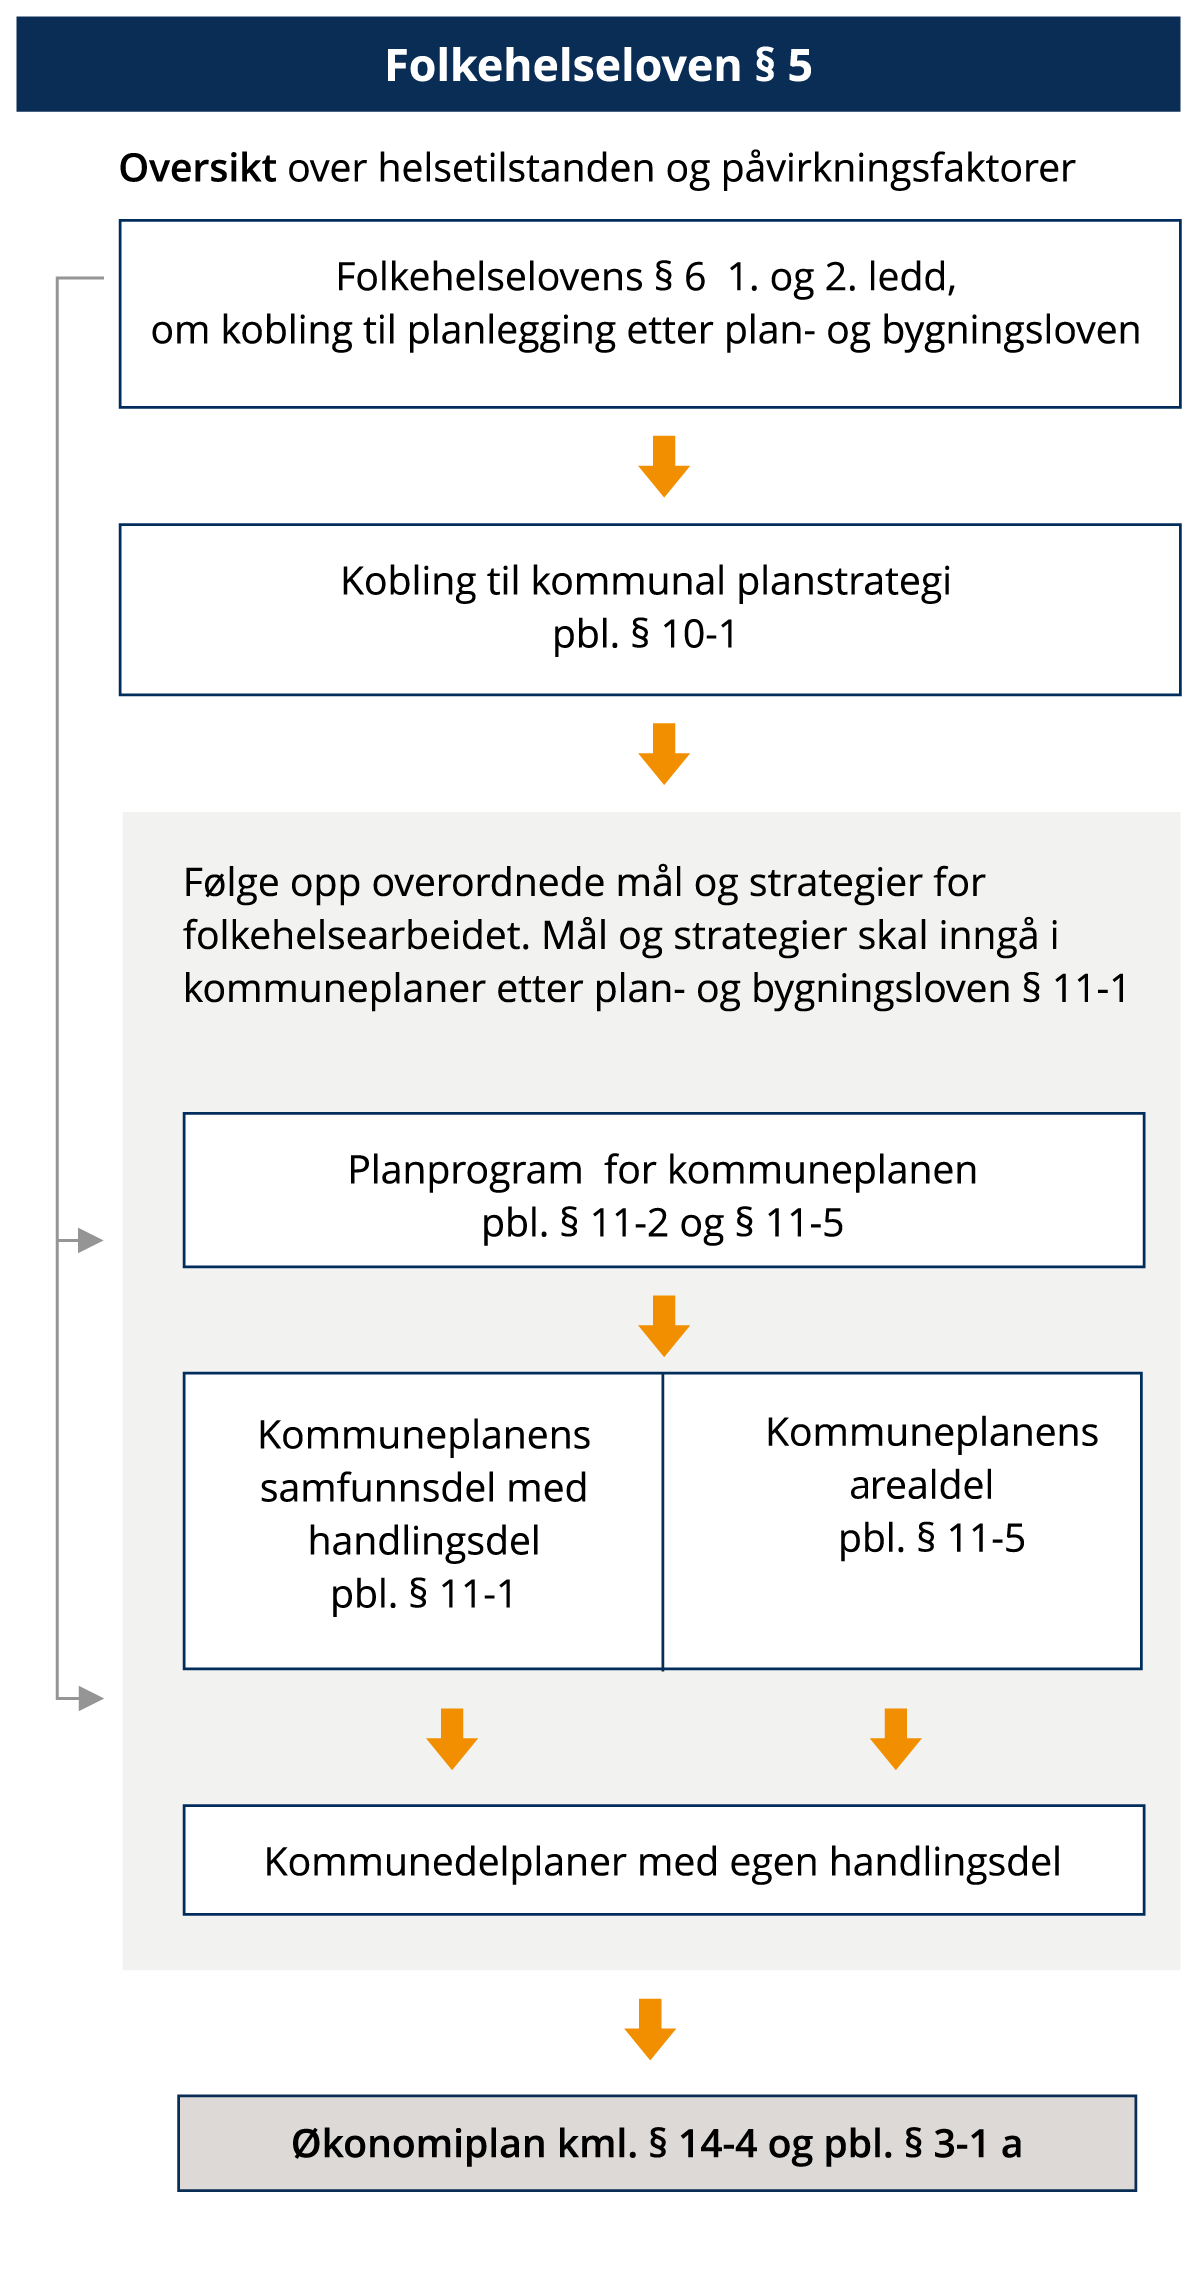 Folkehelseloven § 5
Oversikt over helsetilstanden og påvirkningsfaktorer
Folkehelselovens § 6  1. og 2. ledd,
om kobling til planlegging etter plan- og bygningsloven
Kobling til kommunal planstrategi
pbl. § 10-1
Følge opp overordnede mål og strategier for
folkehelsearbeidet. Mål og strategier skal inngå i
kommuneplaner etter plan- og bygningsloven § 11-1
Planprogram  for kommuneplanen
pbl. § 11-2 og § 11-5
Kommuneplanens
samfunnsdel med
handlingsdel
pbl. § 11-1
Kommuneplanens
arealdel
pbl. § 11-5
Kommunedelplaner med egen handlingsdel
Økonomiplan kml. § 14-4 og pbl. § 3-1 a